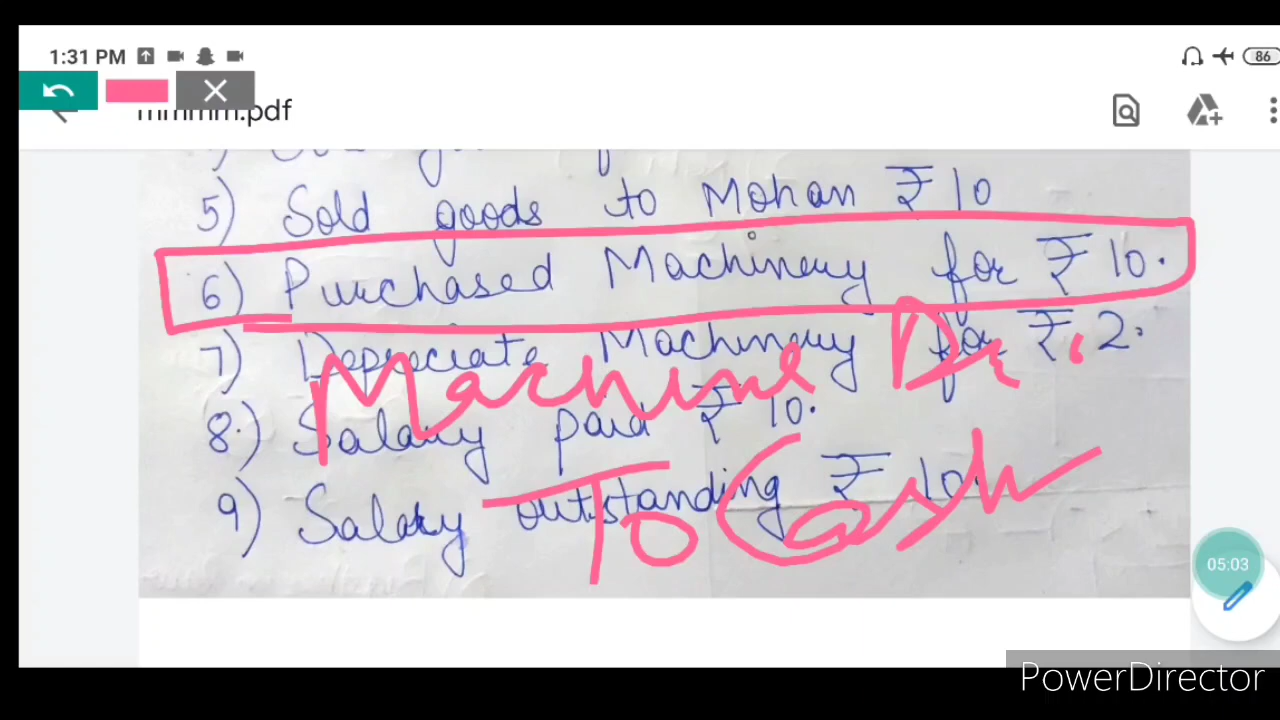 1:31 PM 86
mmmm.pdf
5) Sold goods to Mohan ₹ 10
6) Purchased Machinery for ₹ 10.
7) Depreciate Machinery for ₹ 2.
Machine Dr.
8.) Salary paid ₹ 10.
9) Salary outstanding ₹ 10.
To Cash
05:03
PowerDirector